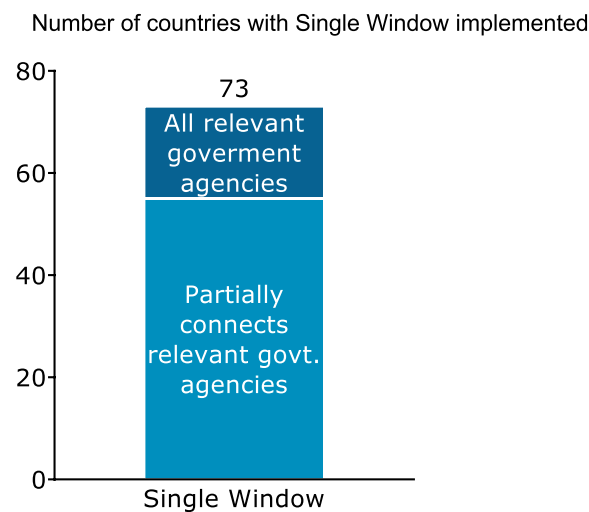 Number of countries with Single Window implemented
80
73
All relevant
goverment
agencies
60
40
Partially
connects
relevant govt.
agencies
20
0
Single Window